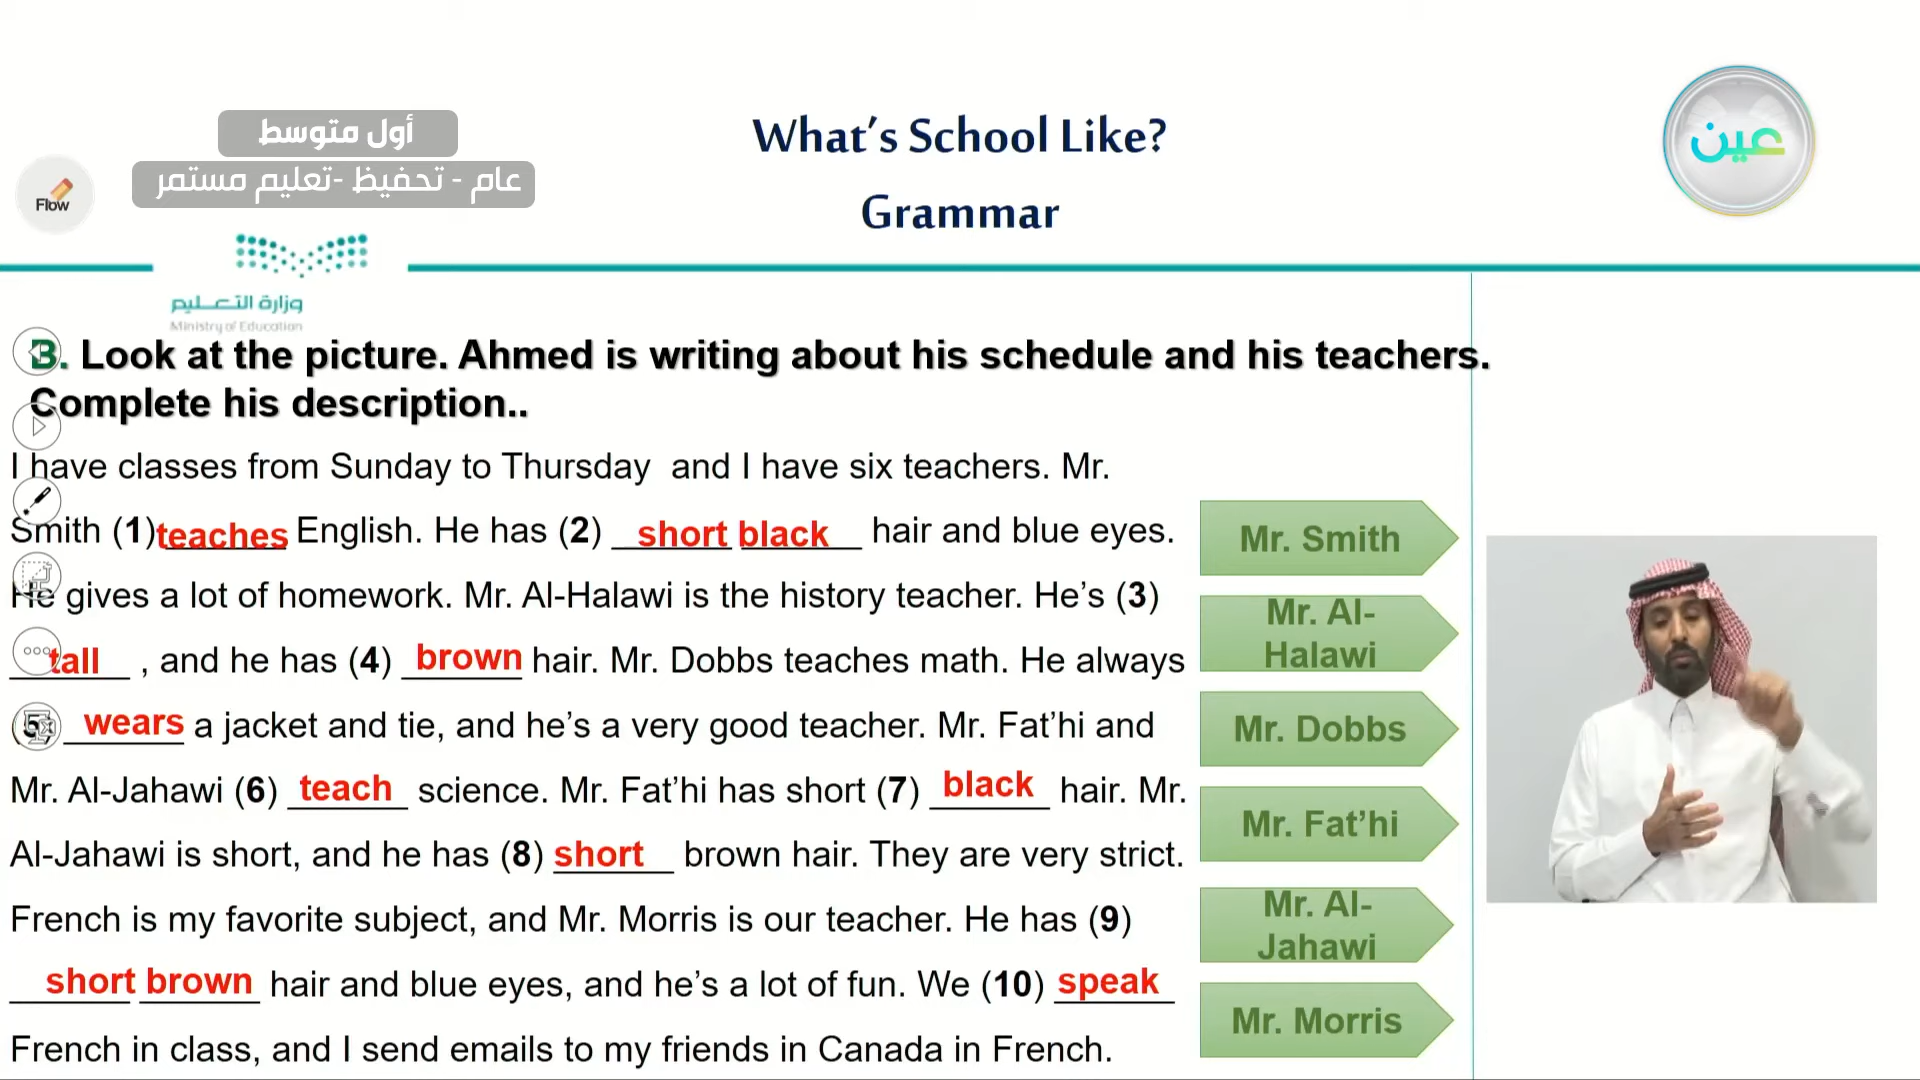 أول متوسط
عام - تحفيظ -تعليم مستمر
Flow
What's School Like?
Grammar
عين
وزارة التعليم
Ministry of Education
B. Look at the picture. Ahmed is writing about his schedule and his teachers.
Complete his description..
I have classes from Sunday to Thursday and I have six teachers. Mr.
Smith (1)teaches English. He has (2) short black hair and blue eyes.
He gives a lot of homework. Mr. Al-Halawi is the history teacher. He's (3)
tall , and he has (4) brown hair. Mr. Dobbs teaches math. He always
(5) wears a jacket and tie, and he's a very good teacher. Mr. Fat'hi and
Mr. Al-Jahawi (6) teach science. Mr. Fat'hi has short (7) black hair. Mr.
Al-Jahawi is short, and he has (8) short brown hair. They are very strict.
French is my favorite subject, and Mr. Morris is our teacher. He has (9)
short brown hair and blue eyes, and he's a lot of fun. We (10) speak
French in class, and I send emails to my friends in Canada in French.
Mr. Smith
Mr. Al-
Halawi
Mr. Dobbs
Mr. Fat'hi
Mr. Al-
Jahawi
Mr. Morris